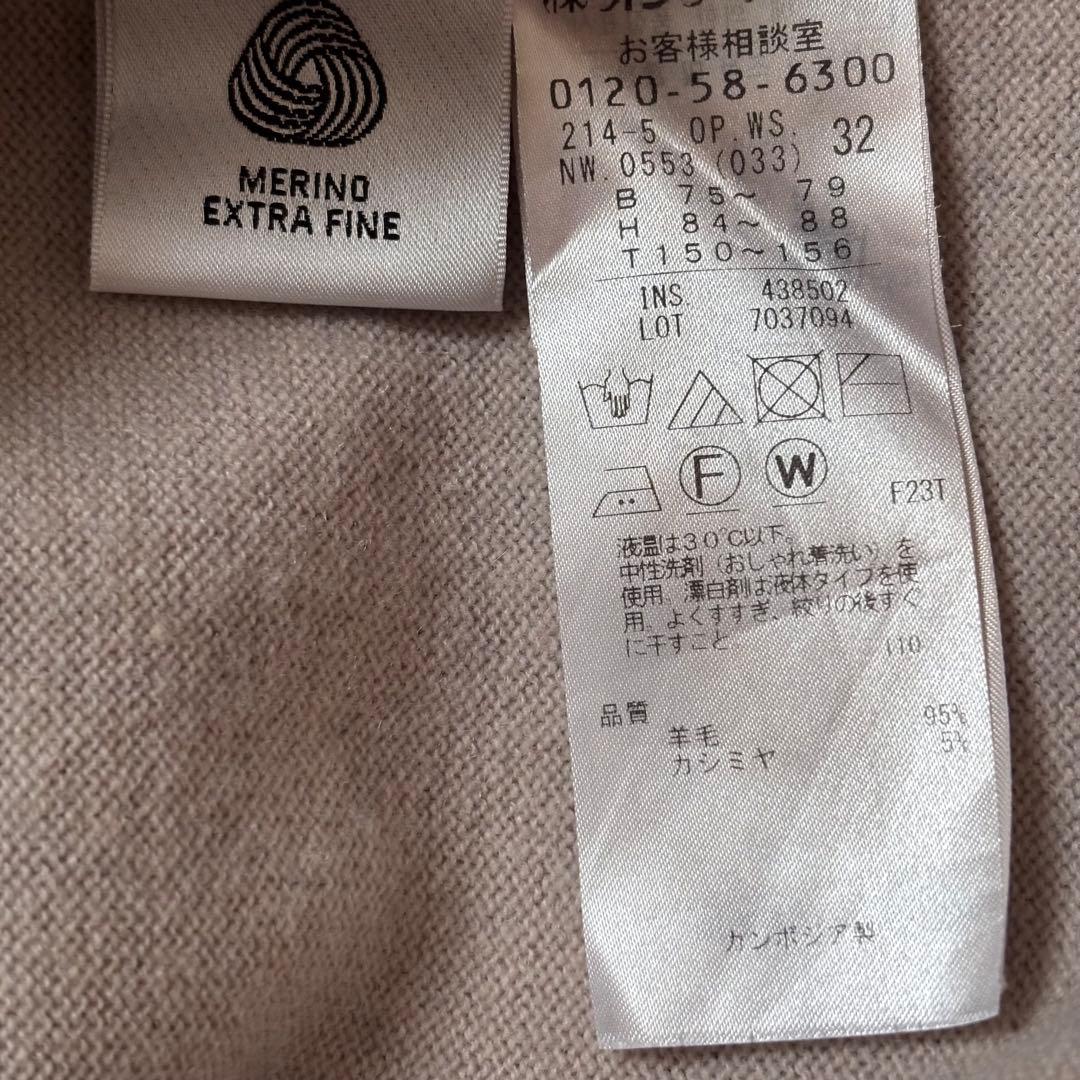 MERINO
EXTRA FINE
お客様相談室
0120-58-6300
214-5 OP.WS. 32
NW.0553 (033)
B 75～ 79
H 84～ 88
T150～156
INS. 438502
LOT 7037094
F W
F23T
液温は30℃以下。
中性洗剤（おしゃれ着洗い）を
使用、漂白剤は液体タイプを使
用、よくすすぎ、絞りの後すぐ
に干すこと 110
品質
羊毛 95%
カシミヤ 5%
カンボジア製